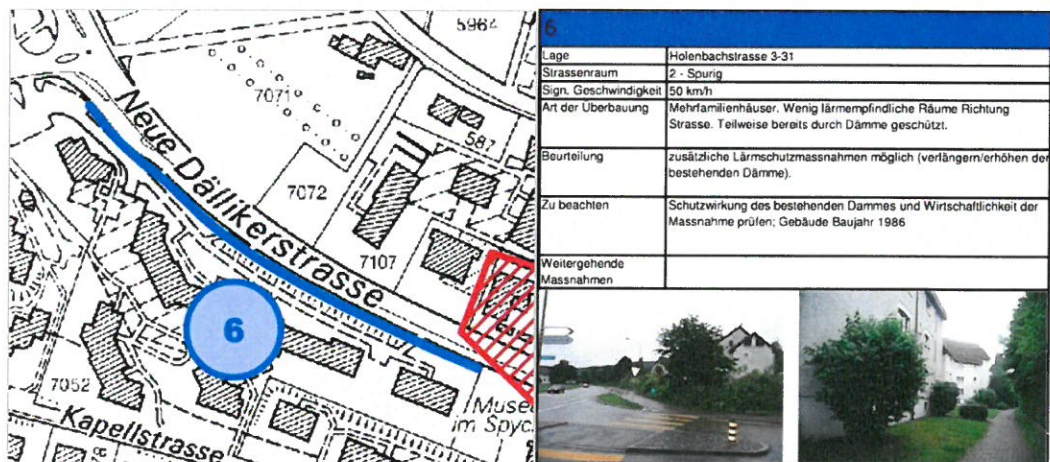 5964
7071
Neue Dällikerstrasse
587
7072
7107
6
7052
Kapellstrasse
Muse
m Spyc
6
Lage Holenbachstrasse 3-31
Strassenraum 2 - Spurig
Sign. Geschwindigkeit 50 km/h
Art der Überbauung Mehrfamilienhäuser. Wenig lärmempfindliche Räume Richtung
Strasse. Teilweise bereits durch Dämme geschützt.
Beurteilung zusätzliche Lärmschutzmassnahmen möglich (verlängern/erhöhen der
bestehenden Dämme).
Zu beachten Schutzwirkung des bestehenden Dammes und Wirtschaftlichkeit der
Massnahme prüfen; Gebäude Baujahr 1986
Weitergehende
Massnahmen